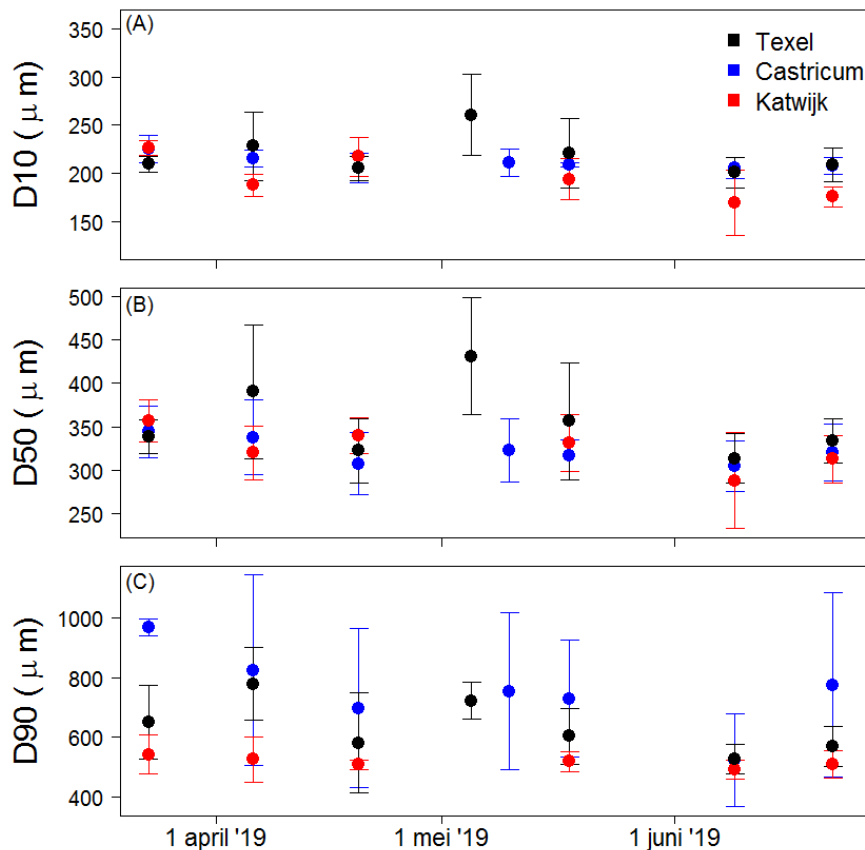 (A)
D10 ( μ m)
350
300
250
200
150
Texel
Castricum
Katwijk
(B)
D50 ( μ m)
500
450
400
350
300
250
(C)
D90 ( μ m)
1000
800
600
400
1 april '19
1 mei '19
1 juni '19